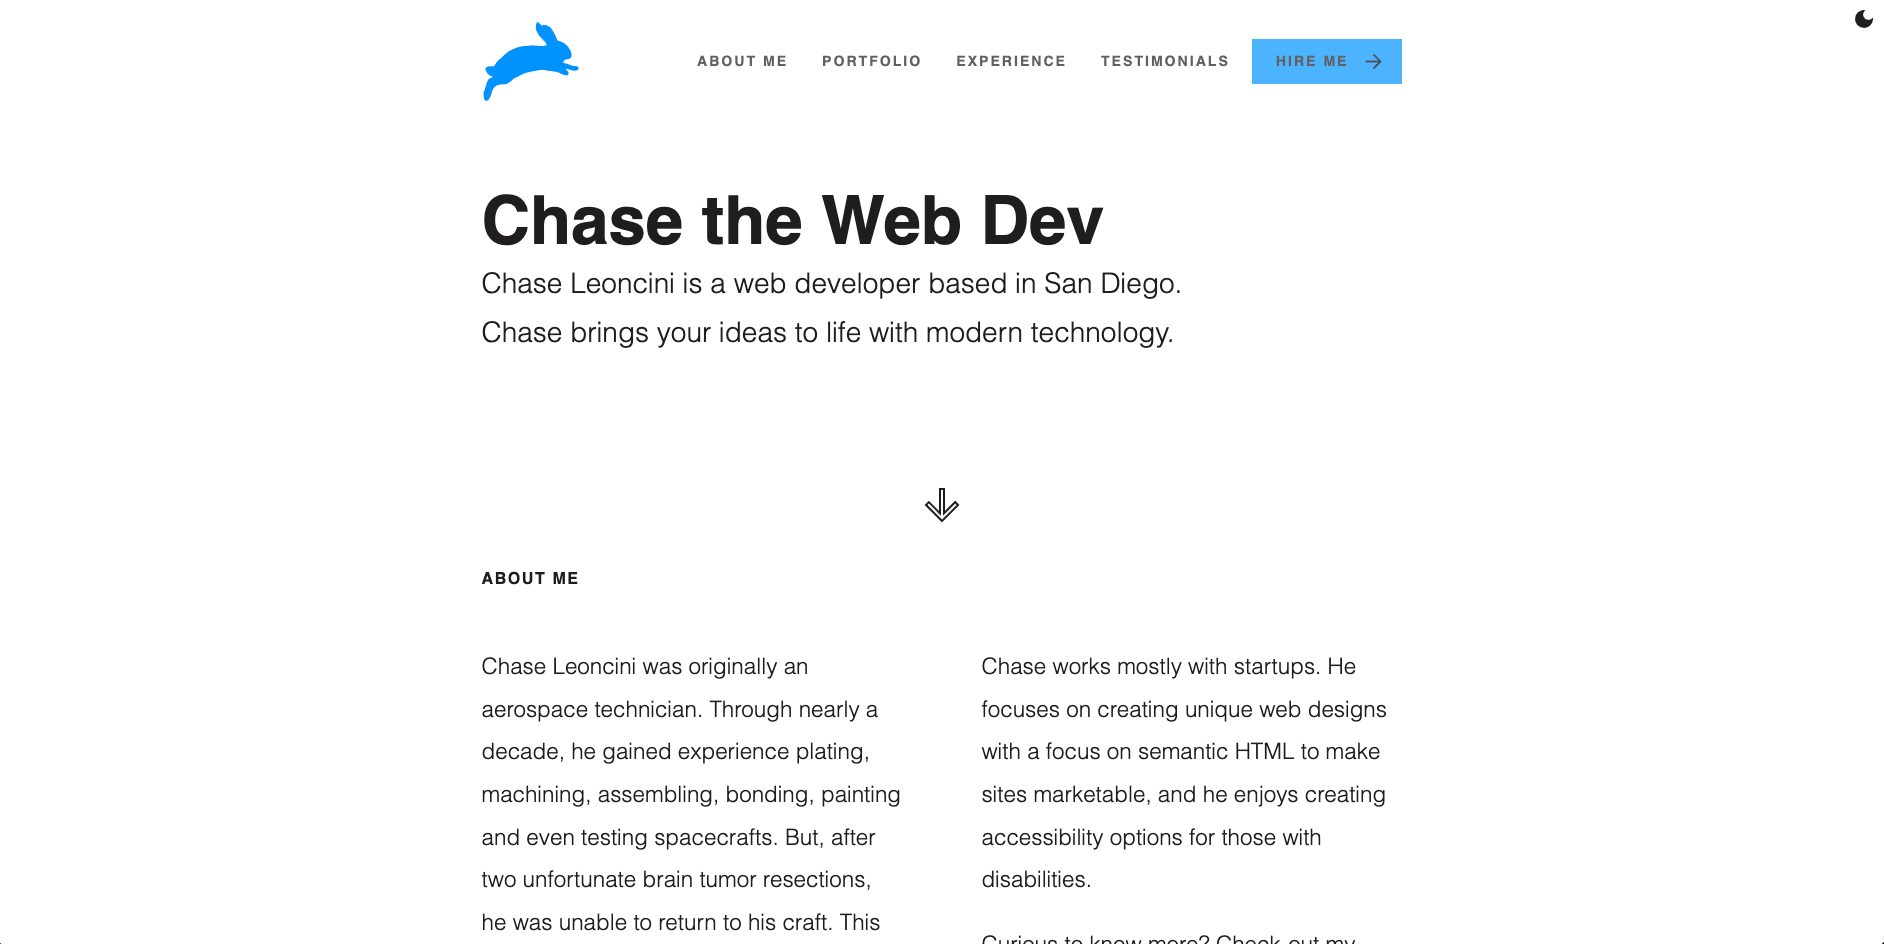 ABOUT ME
PORTFOLIO
EXPERIENCE
TESTIMONIALS
HIRE ME
Chase the Web Dev
Chase Leoncini is a web developer based in San Diego.
Chase brings your ideas to life with modern technology.
ABOUT ME
Chase Leoncini was originally an
aerospace technician. Through nearly a
decade, he gained experience plating,
machining, assembling, bonding, painting
and even testing spacecrafts. But, after
two unfortunate brain tumor resections,
he was unable to return to his craft. This
Chase works mostly with startups. He
focuses on creating unique web designs
with a focus on semantic HTML to make
sites marketable, and he enjoys creating
accessibility options for those with
disabilities.
Curious to know more? Check out my